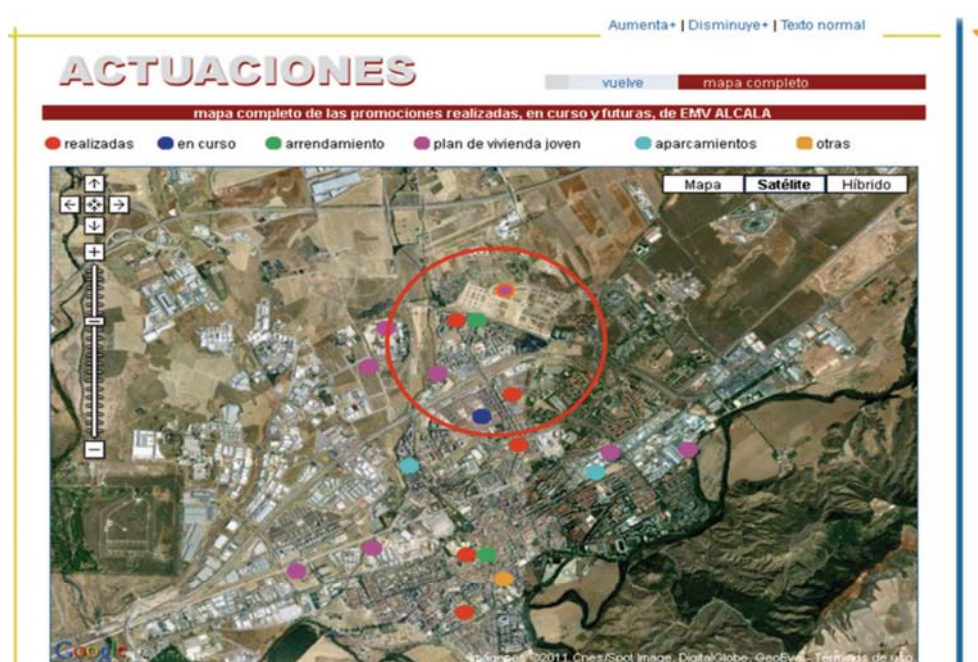 Aumenta+ | Disminuye+ | Texto normal
ACTUACIONES
vuelve mapa completo
mapa completo de las promociones realizadas, en curso y futuras, de EMV ALCALA
realizadas en curso arrendamiento plan de vivienda joven aparcamientos otras
Mapa Satélite Híbrido
Google
Imágenes ©2011 Cnes/Spot Image, DigitalGlobe, GeoEye - Términos de uso